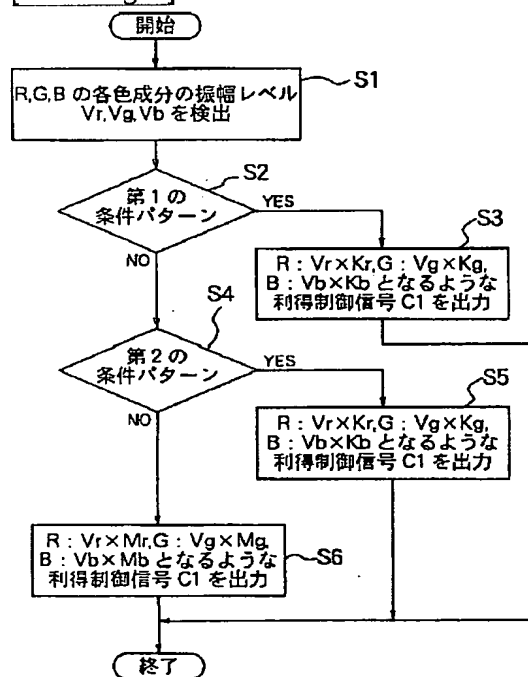 開始
R,G,B の各色成分の振幅レベル
Vr,Vg,Vb を検出
S1
第1の
条件パターン
S2
YES
NO
R：Vr×Kr,G：Vg×Kg,
B：Vb×Kb となるような
利得制御信号 C1 を出力
S3
第2の
条件パターン
S4
YES
NO
R：Vr×Kr,G：Vg×Kg,
B：Vb×Kb となるような
利得制御信号 C1 を出力
S5
R：Vr×Mr,G：Vg×Mg,
B：Vb×Mb となるような
利得制御信号 C1 を出力
S6
終了